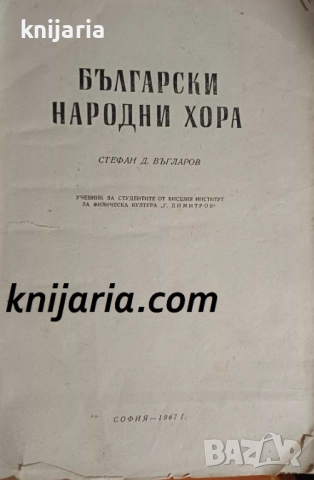 knijaria.com
БЪЛГАРСКИ
НАРОДНИ ХОРА
СТЕФАН Д. ВЪГЛАРОВ
УЧЕБНИК ЗА СТУДЕНТИТЕ ОТ ВИСШИЯ ИНСТИТУТ
ЗА ФИЗИЧЕСКА КУЛТУРА „Г. ДИМИТРОВ“
knijaria.com
СОФИЯ — 1967 г.
BAZAR